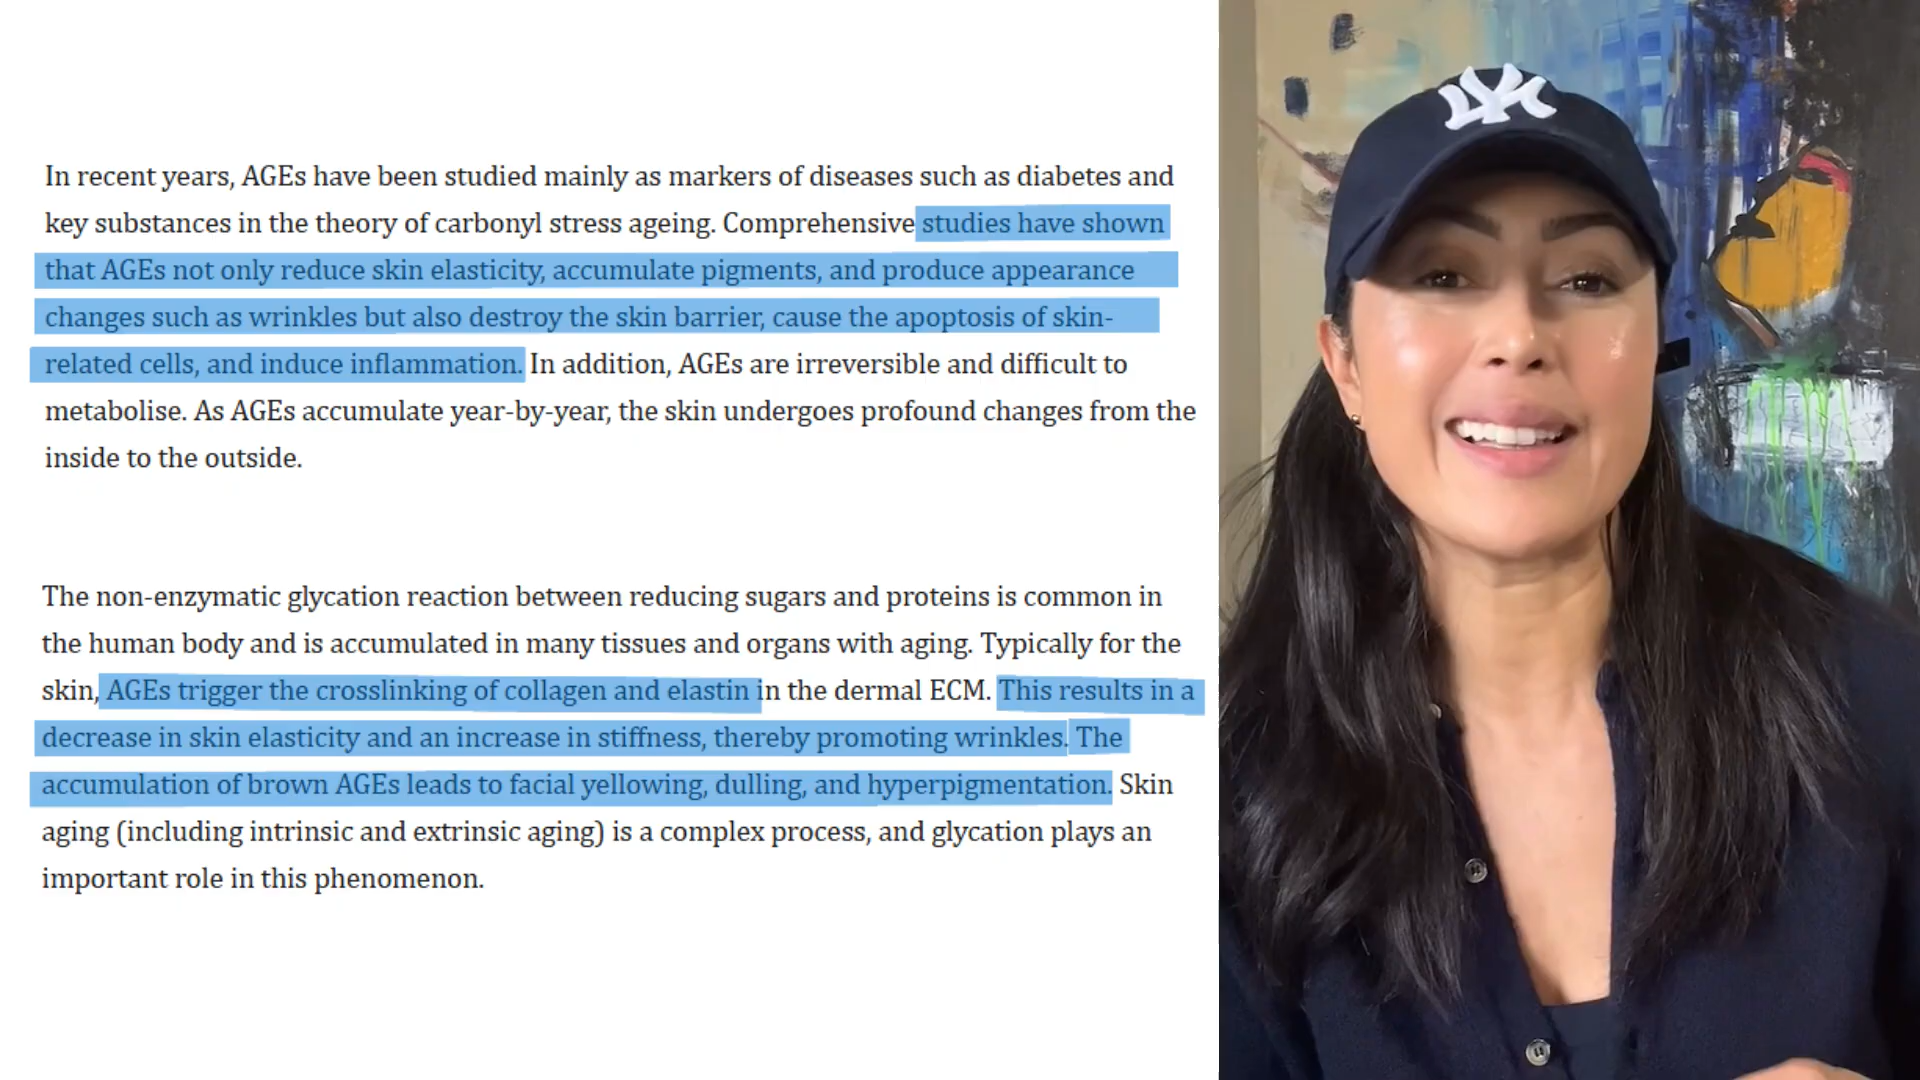 In recent years, AGEs have been studied mainly as markers of diseases such as diabetes and
key substances in the theory of carbonyl stress ageing. Comprehensive studies have shown
that AGEs not only reduce skin elasticity, accumulate pigments, and produce appearance
changes such as wrinkles but also destroy the skin barrier, cause the apoptosis of skin-
related cells, and induce inflammation. In addition, AGEs are irreversible and difficult to
metabolise. As AGEs accumulate year-by-year, the skin undergoes profound changes from the
inside to the outside.
The non-enzymatic glycation reaction between reducing sugars and proteins is common in
the human body and is accumulated in many tissues and organs with aging. Typically for the
skin, AGEs trigger the crosslinking of collagen and elastin in the dermal ECM. This results in a
decrease in skin elasticity and an increase in stiffness, thereby promoting wrinkles. The
accumulation of brown AGEs leads to facial yellowing, dulling, and hyperpigmentation. Skin
aging (including intrinsic and extrinsic aging) is a complex process, and glycation plays an
important role in this phenomenon.
NY